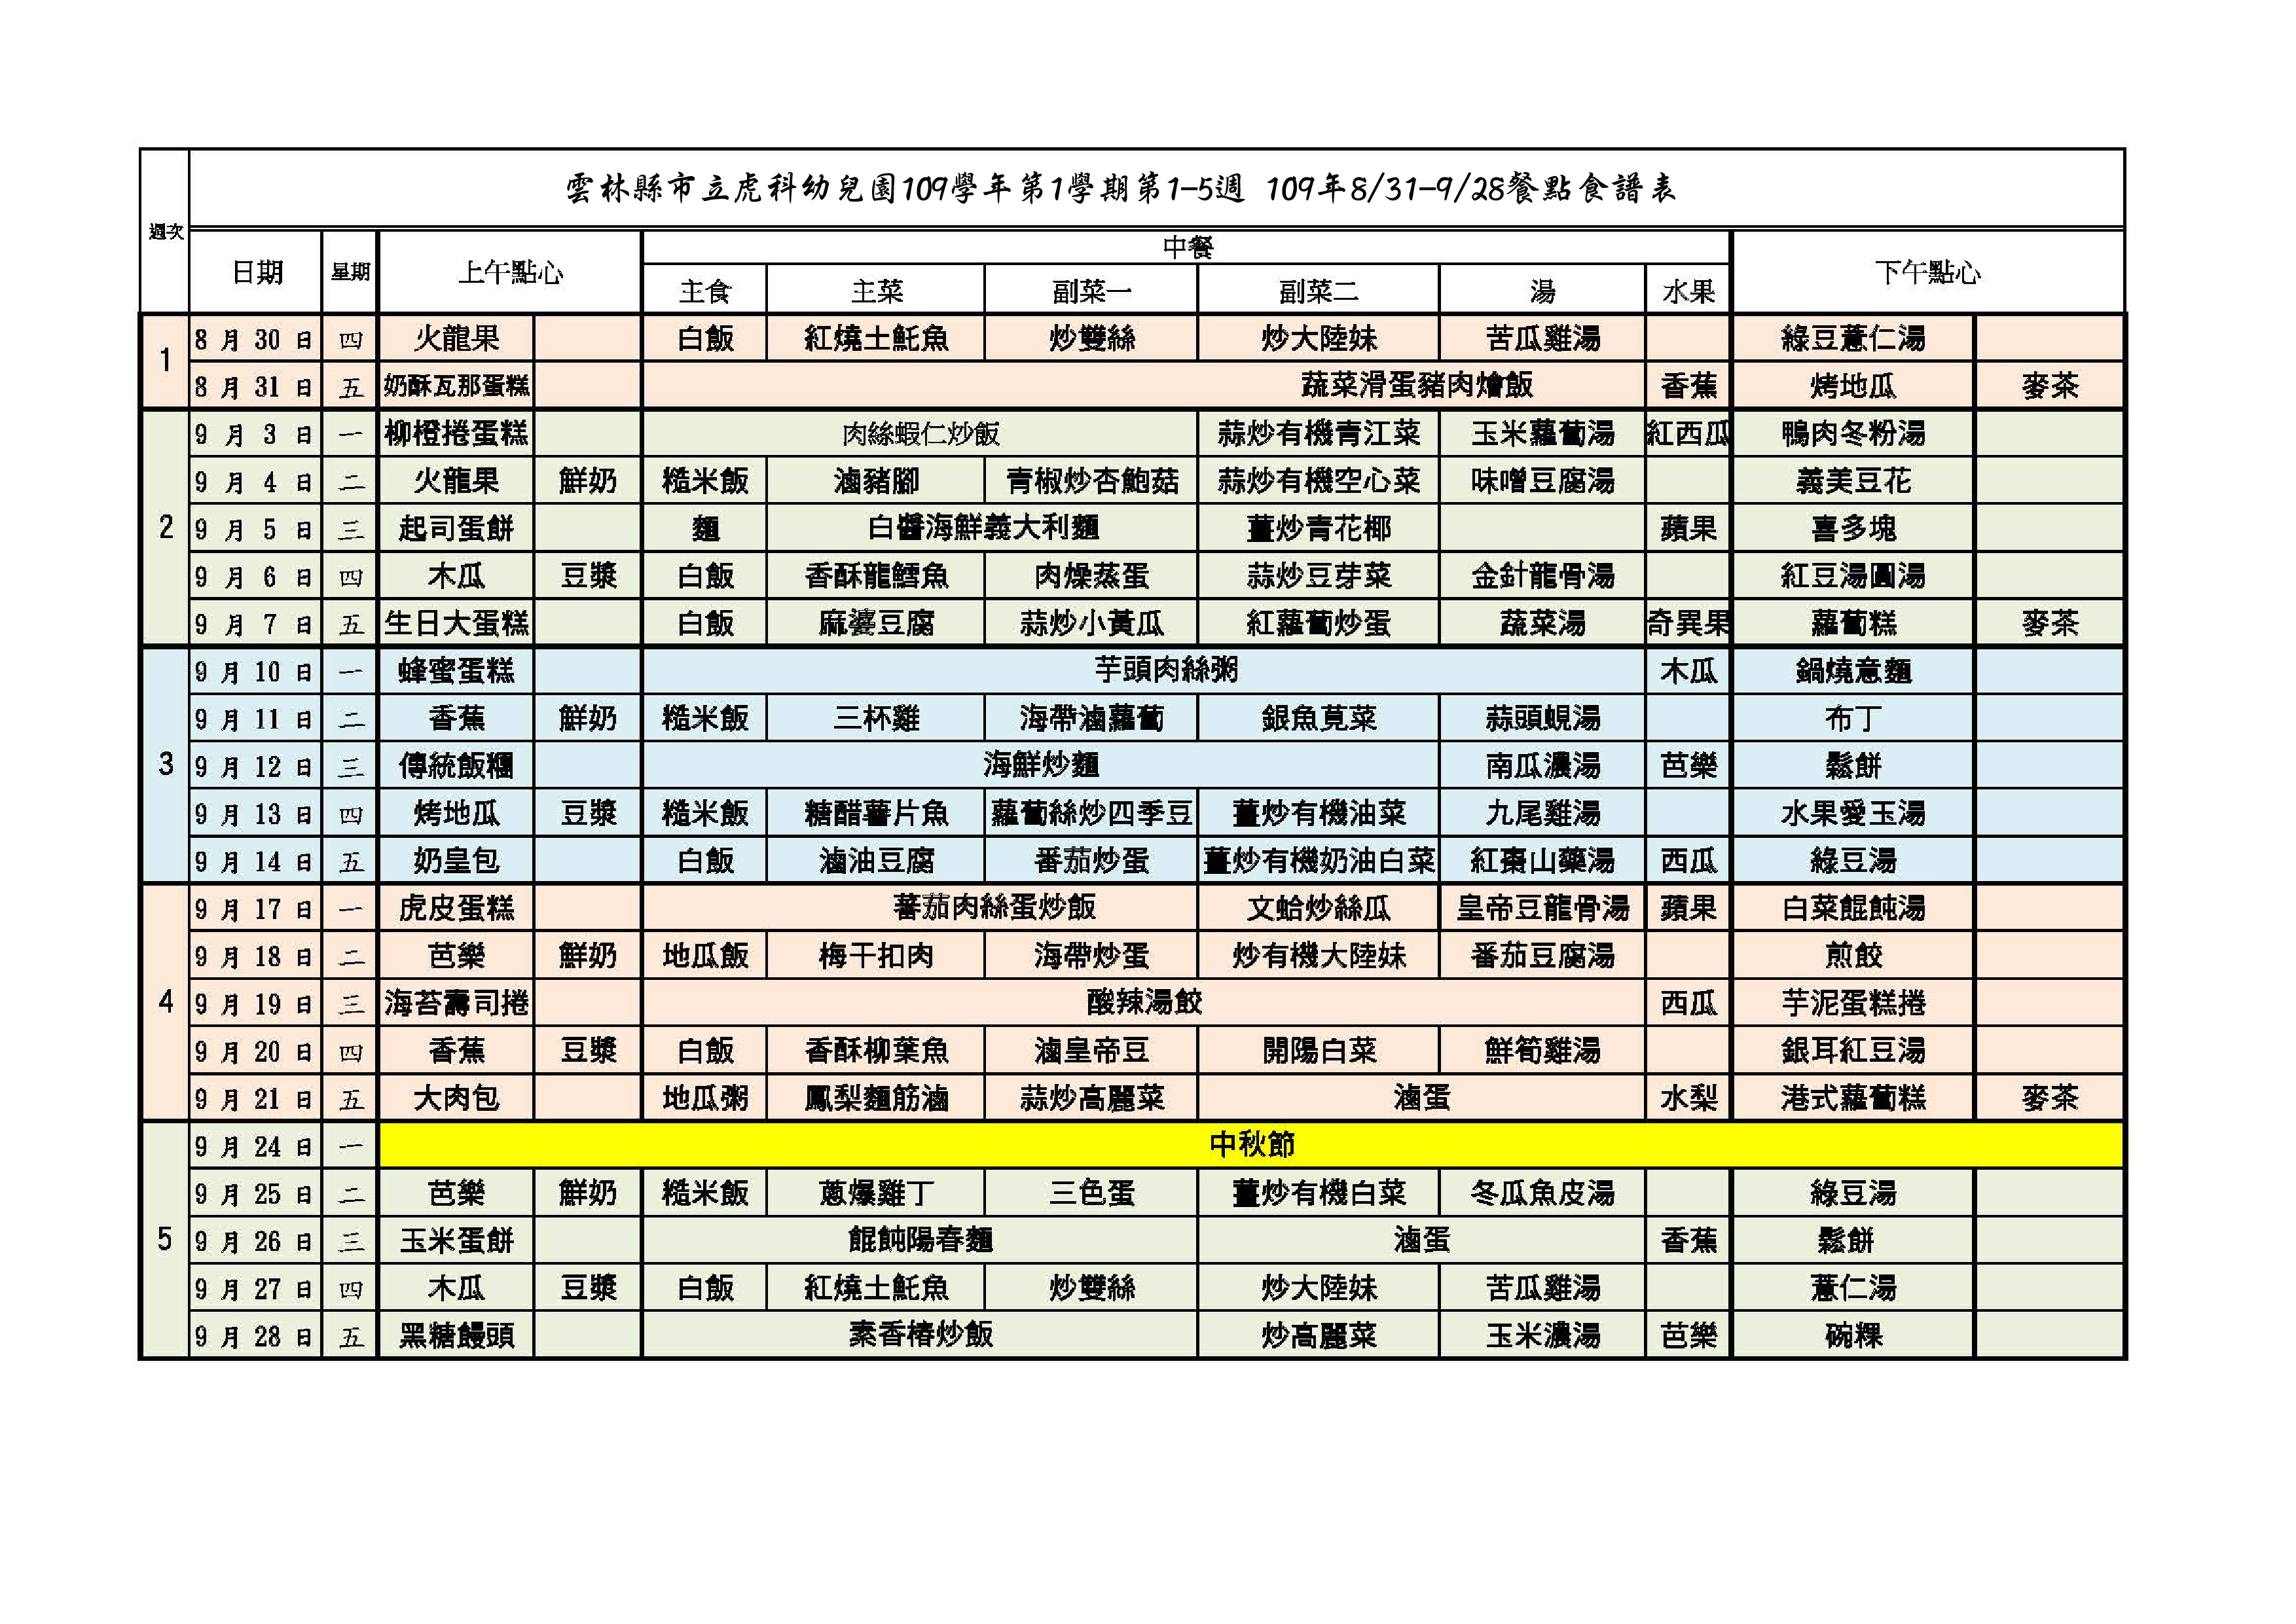 雲林縣市立虎科幼兒園109學年第1學期第1-5週 109年8/31-9/28餐點食譜表
週次 日期 星期 上午點心 中餐 下午點心
主食 主菜 副菜一 副菜二 湯 水果
1
8 月 30 日 四 火龍果 白飯 紅燒土魠魚 炒雙絲 炒大陸妹 苦瓜雞湯 綠豆薏仁湯
8 月 31 日 五 奶酥瓦那蛋糕 蔬菜滑蛋豬肉燴飯 香蕉 烤地瓜 麥茶
2
9 月 3 日 一 柳橙捲蛋糕 肉絲蝦仁炒飯 蒜炒有機青江菜 玉米蘿蔔湯 紅西瓜 鴨肉冬粉湯
9 月 4 日 二 火龍果 鮮奶 糙米飯 滷豬腳 青椒炒杏鮑菇 蒜炒有機空心菜 味噌豆腐湯 義美豆花
9 月 5 日 三 起司蛋餅 麵 白醬海鮮義大利麵 薑炒青花椰 蘋果 喜多塊
9 月 6 日 四 木瓜 豆漿 白飯 香酥龍鱈魚 肉燥蒸蛋 蒜炒豆芽菜 金針龍骨湯 紅豆湯圓湯
9 月 7 日 五 生日大蛋糕 白飯 麻婆豆腐 蒜炒小黃瓜 紅蘿蔔炒蛋 蔬菜湯 奇異果 蘿蔔糕 麥茶
3
9 月 10 日 一 蜂蜜蛋糕 芋頭肉絲粥 木瓜 鍋燒意麵
9 月 11 日 二 香蕉 鮮奶 糙米飯 三杯雞 海帶滷蘿蔔 銀魚莧菜 蒜頭蜆湯 布丁
9 月 12 日 三 傳統飯糰 海鮮炒麵 南瓜濃湯 芭樂 鬆餅
9 月 13 日 四 烤地瓜 豆漿 糙米飯 糖醋薯片魚 蘿蔔絲炒四季豆 薑炒有機油菜 九尾雞湯 水果愛玉湯
9 月 14 日 五 奶皇包 白飯 滷油豆腐 番茄炒蛋 薑炒有機奶油白菜 紅棗山藥湯 西瓜 綠豆湯
4
9 月 17 日 一 虎皮蛋糕 蕃茄肉絲蛋炒飯 文蛤炒絲瓜 皇帝豆龍骨湯 蘋果 白菜餛飩湯
9 月 18 日 二 芭樂 鮮奶 地瓜飯 梅干扣肉 海帶炒蛋 炒有機大陸妹 番茄豆腐湯 煎餃
9 月 19 日 三 海苔壽司捲 酸辣湯餃 西瓜 芋泥蛋糕捲
9 月 20 日 四 香蕉 豆漿 白飯 香酥柳葉魚 滷皇帝豆 開陽白菜 鮮筍雞湯 銀耳紅豆湯
9 月 21 日 五 大肉包 地瓜粥 鳳梨麵筋滷 蒜炒高麗菜 滷蛋 水梨 港式蘿蔔糕 麥茶
5
9 月 24 日 一 中秋節
9 月 25 日 二 芭樂 鮮奶 糙米飯 蔥爆雞丁 三色蛋 薑炒有機白菜 冬瓜魚皮湯 綠豆湯
9 月 26 日 三 玉米蛋餅 餛飩陽春麵 滷蛋 香蕉 鬆餅
9 月 27 日 四 木瓜 豆漿 白飯 紅燒土魠魚 炒雙絲 炒大陸妹 苦瓜雞湯 薏仁湯
9 月 28 日 五 黑糖饅頭 素香椿炒飯 炒高麗菜 玉米濃湯 芭樂 碗粿